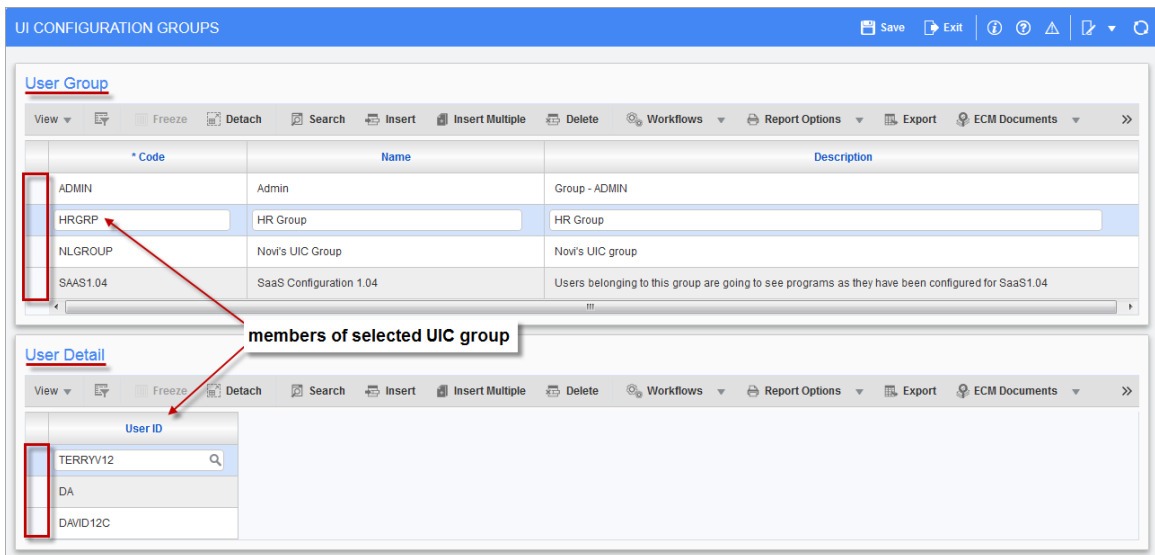 UI CONFIGURATION GROUPS Save Exit
User Group
View Freeze Detach Search Insert Insert Multiple Delete Workflows Report Options Export ECM Documents »
* Code Name Description
ADMIN Admin Group - ADMIN
HRGRP HR Group HR Group
NLGROUP Novi's UIC Group Novi's UIC group
SAAS1.04 SaaS Configuration 1.04 Users belonging to this group are going to see programs as they have been configured for SaaS1.04
members of selected UIC group
User Detail
View Freeze Detach Search Insert Insert Multiple Delete Workflows Report Options Export ECM Documents »
User ID
TERRYV12
DA
DAVID12C